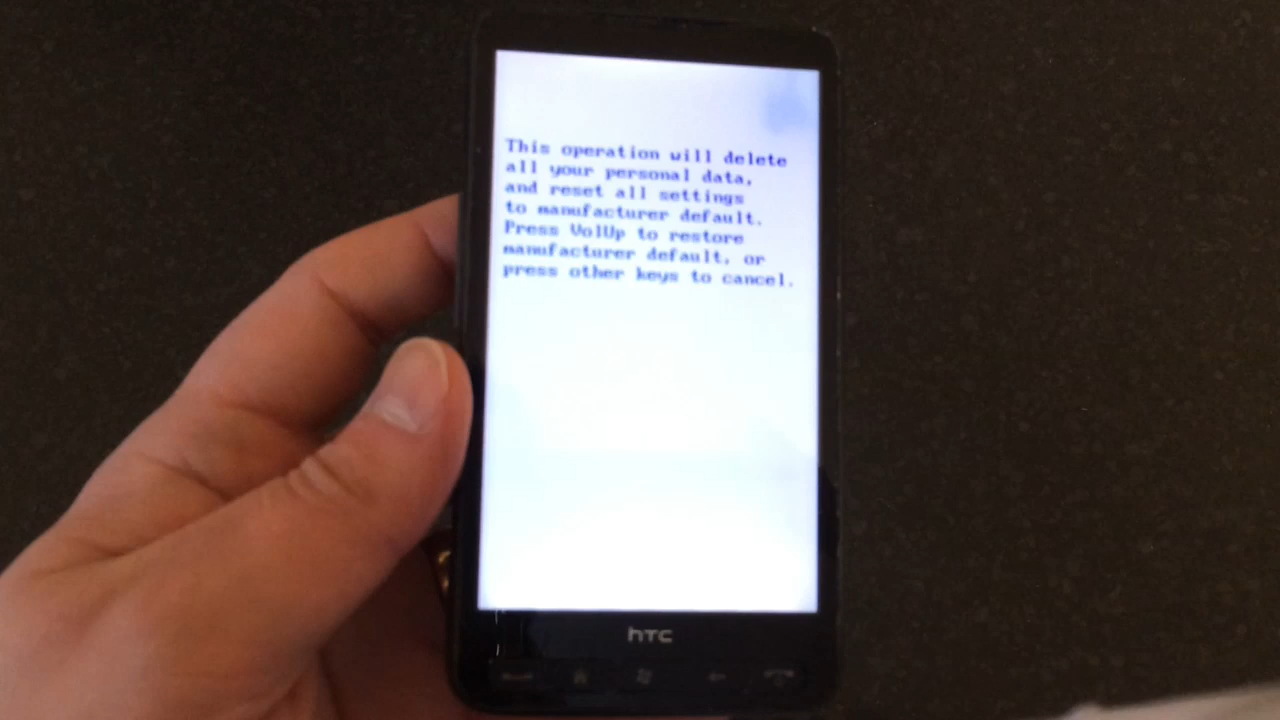 This operation will delete
all your personal data,
and reset all settings
to manufacturer default.
Press VolUp to restore
manufacturer default, or
press other keys to cancel.
hTC